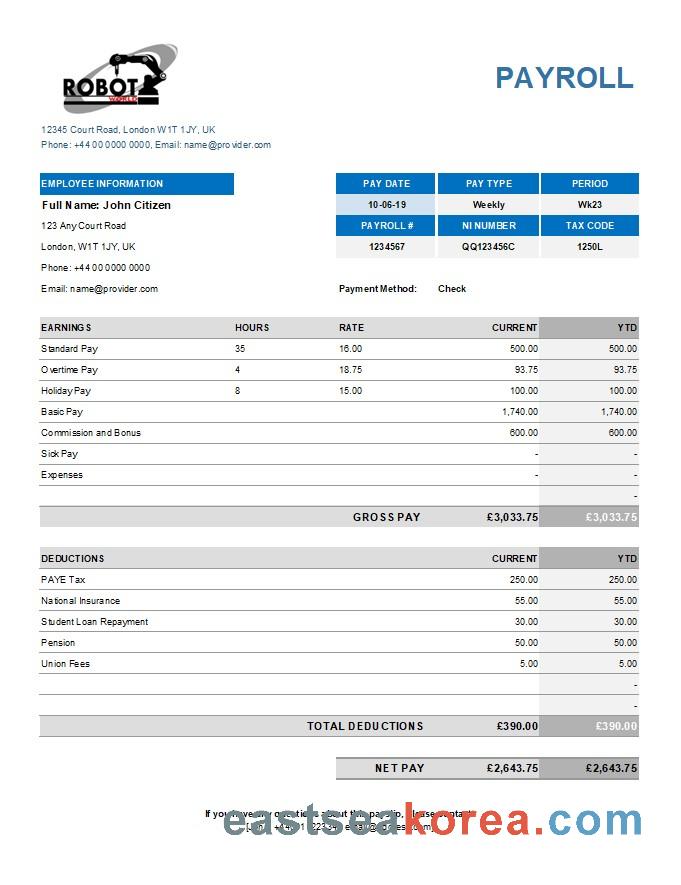 ROBOT
WORLD
PAYROLL
12345 Court Road, London W1T 1JY, UK
Phone: +44 00 0000 0000, Email: name@provider.com
EMPLOYEE INFORMATION PAY DATE PAY TYPE PERIOD
Full Name: John Citizen 10-06-19 Weekly Wk23
123 Any Court Road PAYROLL # NI NUMBER TAX CODE
London, W1T 1JY, UK 1234567 QQ123456C 1250L
Phone: +44 00 0000 0000
Email: name@provider.com Payment Method: Check
EARNINGS HOURS RATE CURRENT YTD
Standard Pay 35 16.00 500.00 500.00
Overtime Pay 4 18.75 93.75 93.75
Holiday Pay 8 15.00 100.00 100.00
Basic Pay 1,740.00 1,740.00
Commission and Bonus 600.00 600.00
Sick Pay - -
Expenses - -
-
GROSS PAY £3,033.75 £3,033.75
DEDUCTIONS CURRENT YTD
PAYE Tax 250.00 250.00
National Insurance 55.00 55.00
Student Loan Repayment 30.00 30.00
Pension 50.00 50.00
Union Fees 5.00 5.00
-
-
TOTAL DEDUCTIONS £390.00 £390.00
NET PAY £2,643.75 £2,643.75
If you have any questions about this payslip, please contact:
eastseakorea.com